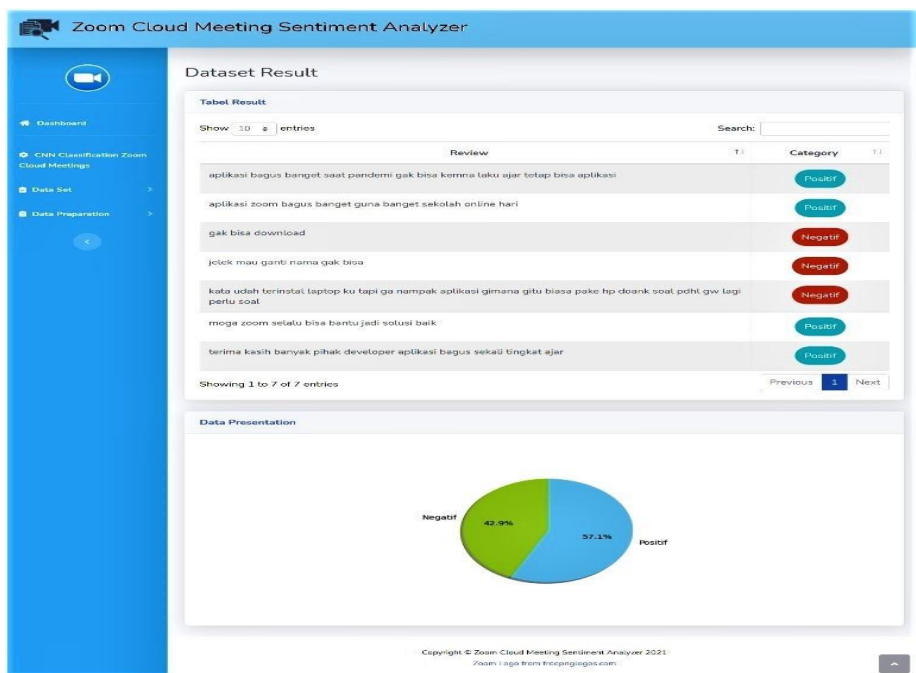 Zoom Cloud Meeting Sentiment Analyzer
Dashboard
CNN Classification Zoom
Cloud Meetings
Data Set
Data Preparation
Dataset Result
Tabel Result
Show 10 entries
Search:
Review
Category
aplikasi bagus banget saat pandemi gak bisa kemna laku ajar tetap bisa aplikasi
Positif
aplikasi zoom bagus banget guna banget sekolah online hari
Positif
gak bisa download
Negatif
jelek mau ganti nama gak bisa
Negatif
kata udah terinstal laptop ku tapi ga nampak aplikasi gimana gitu biasa pake hp doank soal pdhl gw lagi
perlu soal
Negatif
moga zoom selalu bisa bantu jadi solusi baik
Positif
terima kasih banyak pihak developer aplikasi bagus sekali tingkat ajar
Positif
Showing 1 to 7 of 7 entries
Previous 1 Next
Data Presentation
Negatif
42.9%
57.1%
Positif
Copyright © Zoom Cloud Meeting Sentiment Analyzer 2021
Zoom Logo from freepnglogos.com